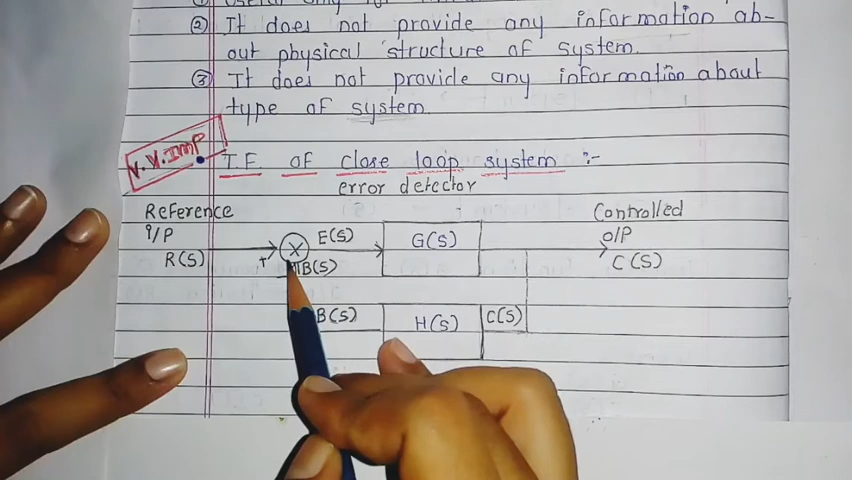 ② It does not provide any information ab-
out physical structure of system.
③ It does not provide any information about
type of system.
V.V.Imp
T.F. of close loop system :-
error detector
Reference
i/P
R(S)
+
E(S)
B(S)
G(S)
Controlled
O/P
C(S)
B(S)
H(S)
C(S)